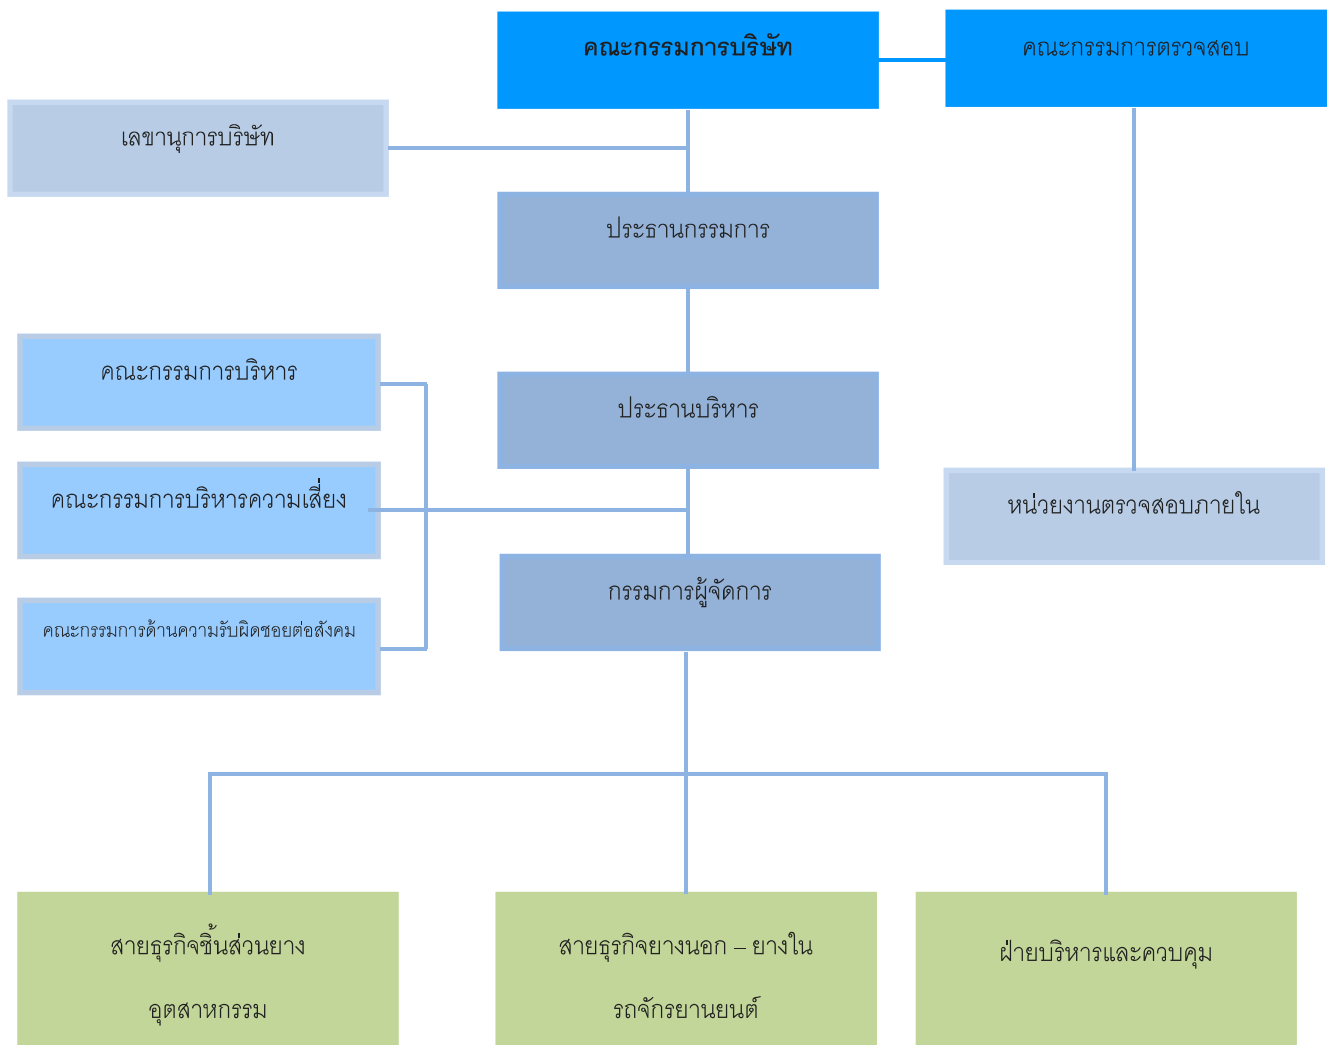 คณะกรรมการบริษัท
คณะกรรมการตรวจสอบ
เลขานุการบริษัท
ประธานกรรมการ
คณะกรรมการบริหาร
ประธานบริหาร
คณะกรรมการบริหารความเสี่ยง
หน่วยงานตรวจสอบภายใน
กรรมการผู้จัดการ
คณะกรรมการด้านความรับผิดชอยต่อสังคม
สายธุรกิจชิ้นส่วนยาง
อุตสาหกรรม
สายธุรกิจยางนอก – ยางใน
รถจักรยานยนต์
ฝ่ายบริหารและควบคุม